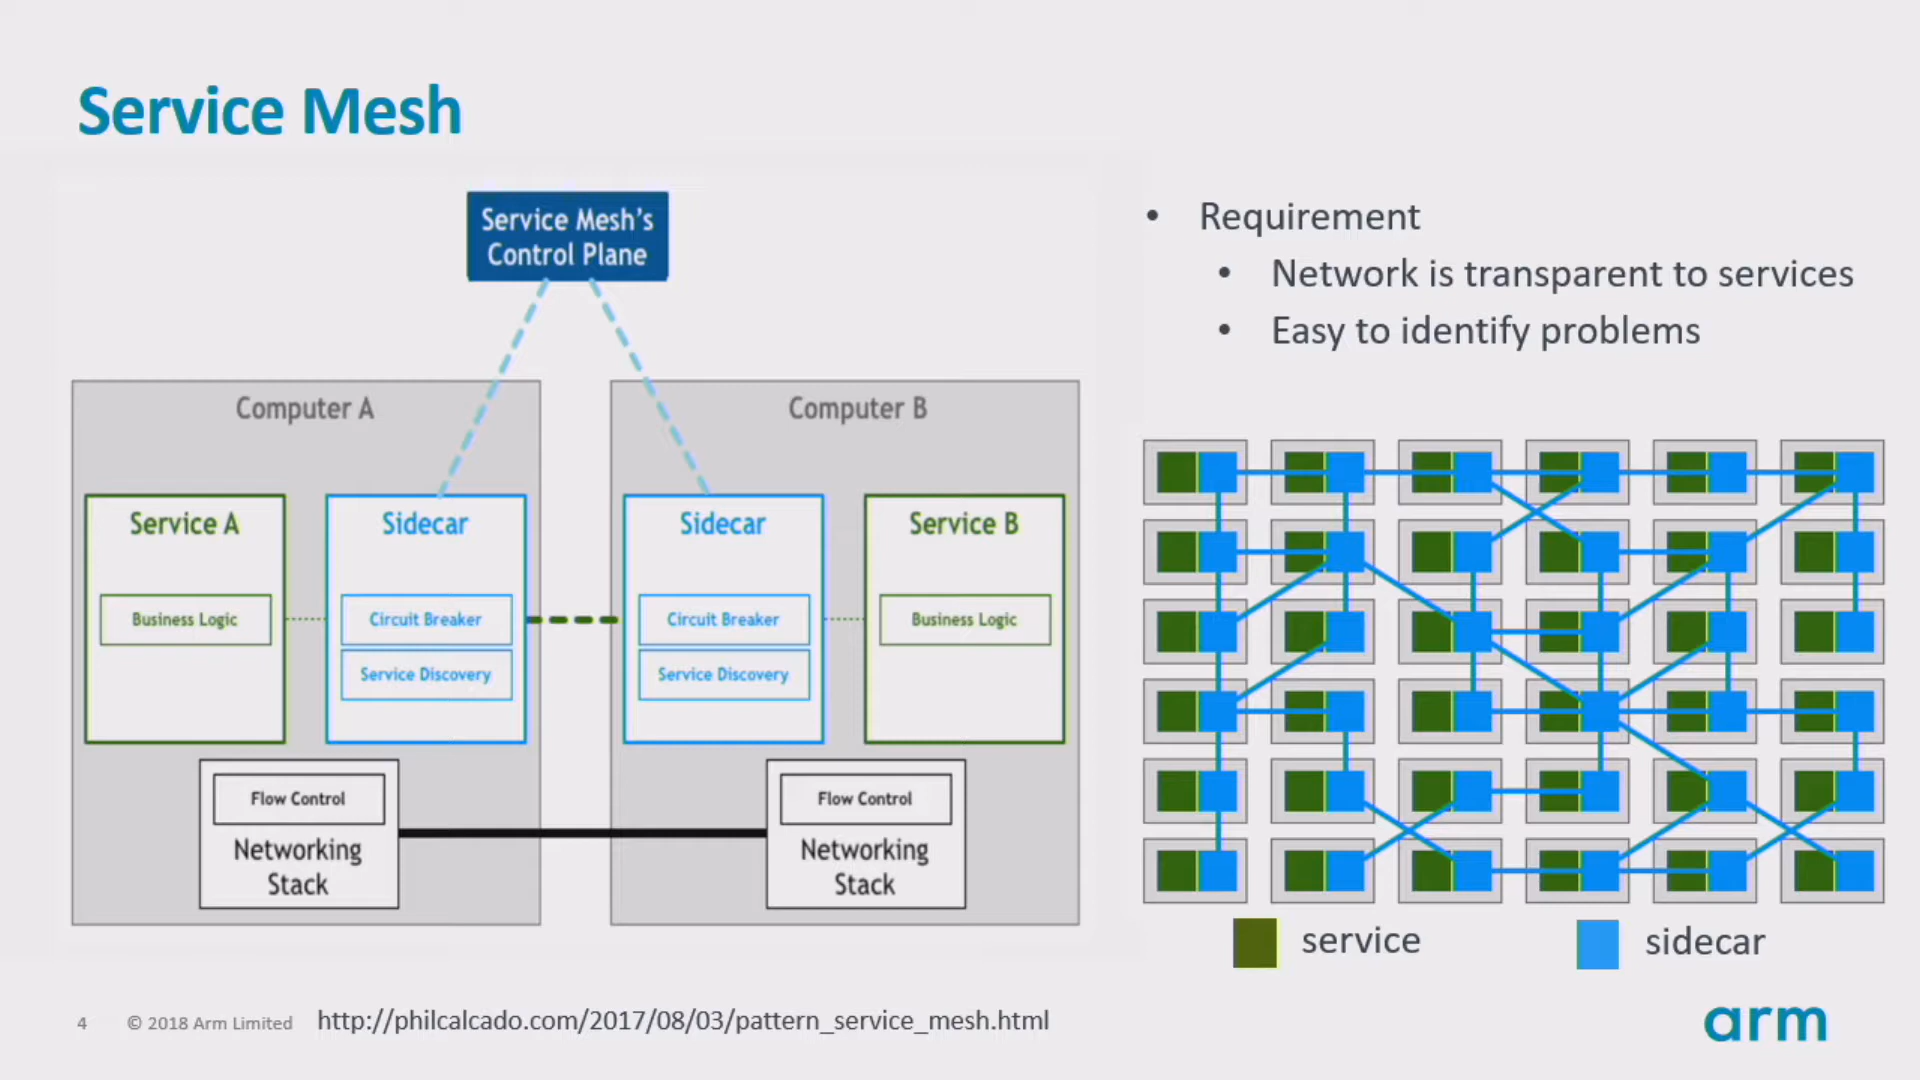 Service Mesh
Service Mesh's
Control Plane
Computer A
Computer B
Service A
Sidecar
Sidecar
Service B
Business Logic
Circuit Breaker
Circuit Breaker
Business Logic
Service Discovery
Service Discovery
Flow Control
Flow Control
Networking
Stack
Networking
Stack
• Requirement
• Network is transparent to services
• Easy to identify problems
service
sidecar
4
© 2018 Arm Limited
http://philcalcado.com/2017/08/03/pattern_service_mesh.html
arm